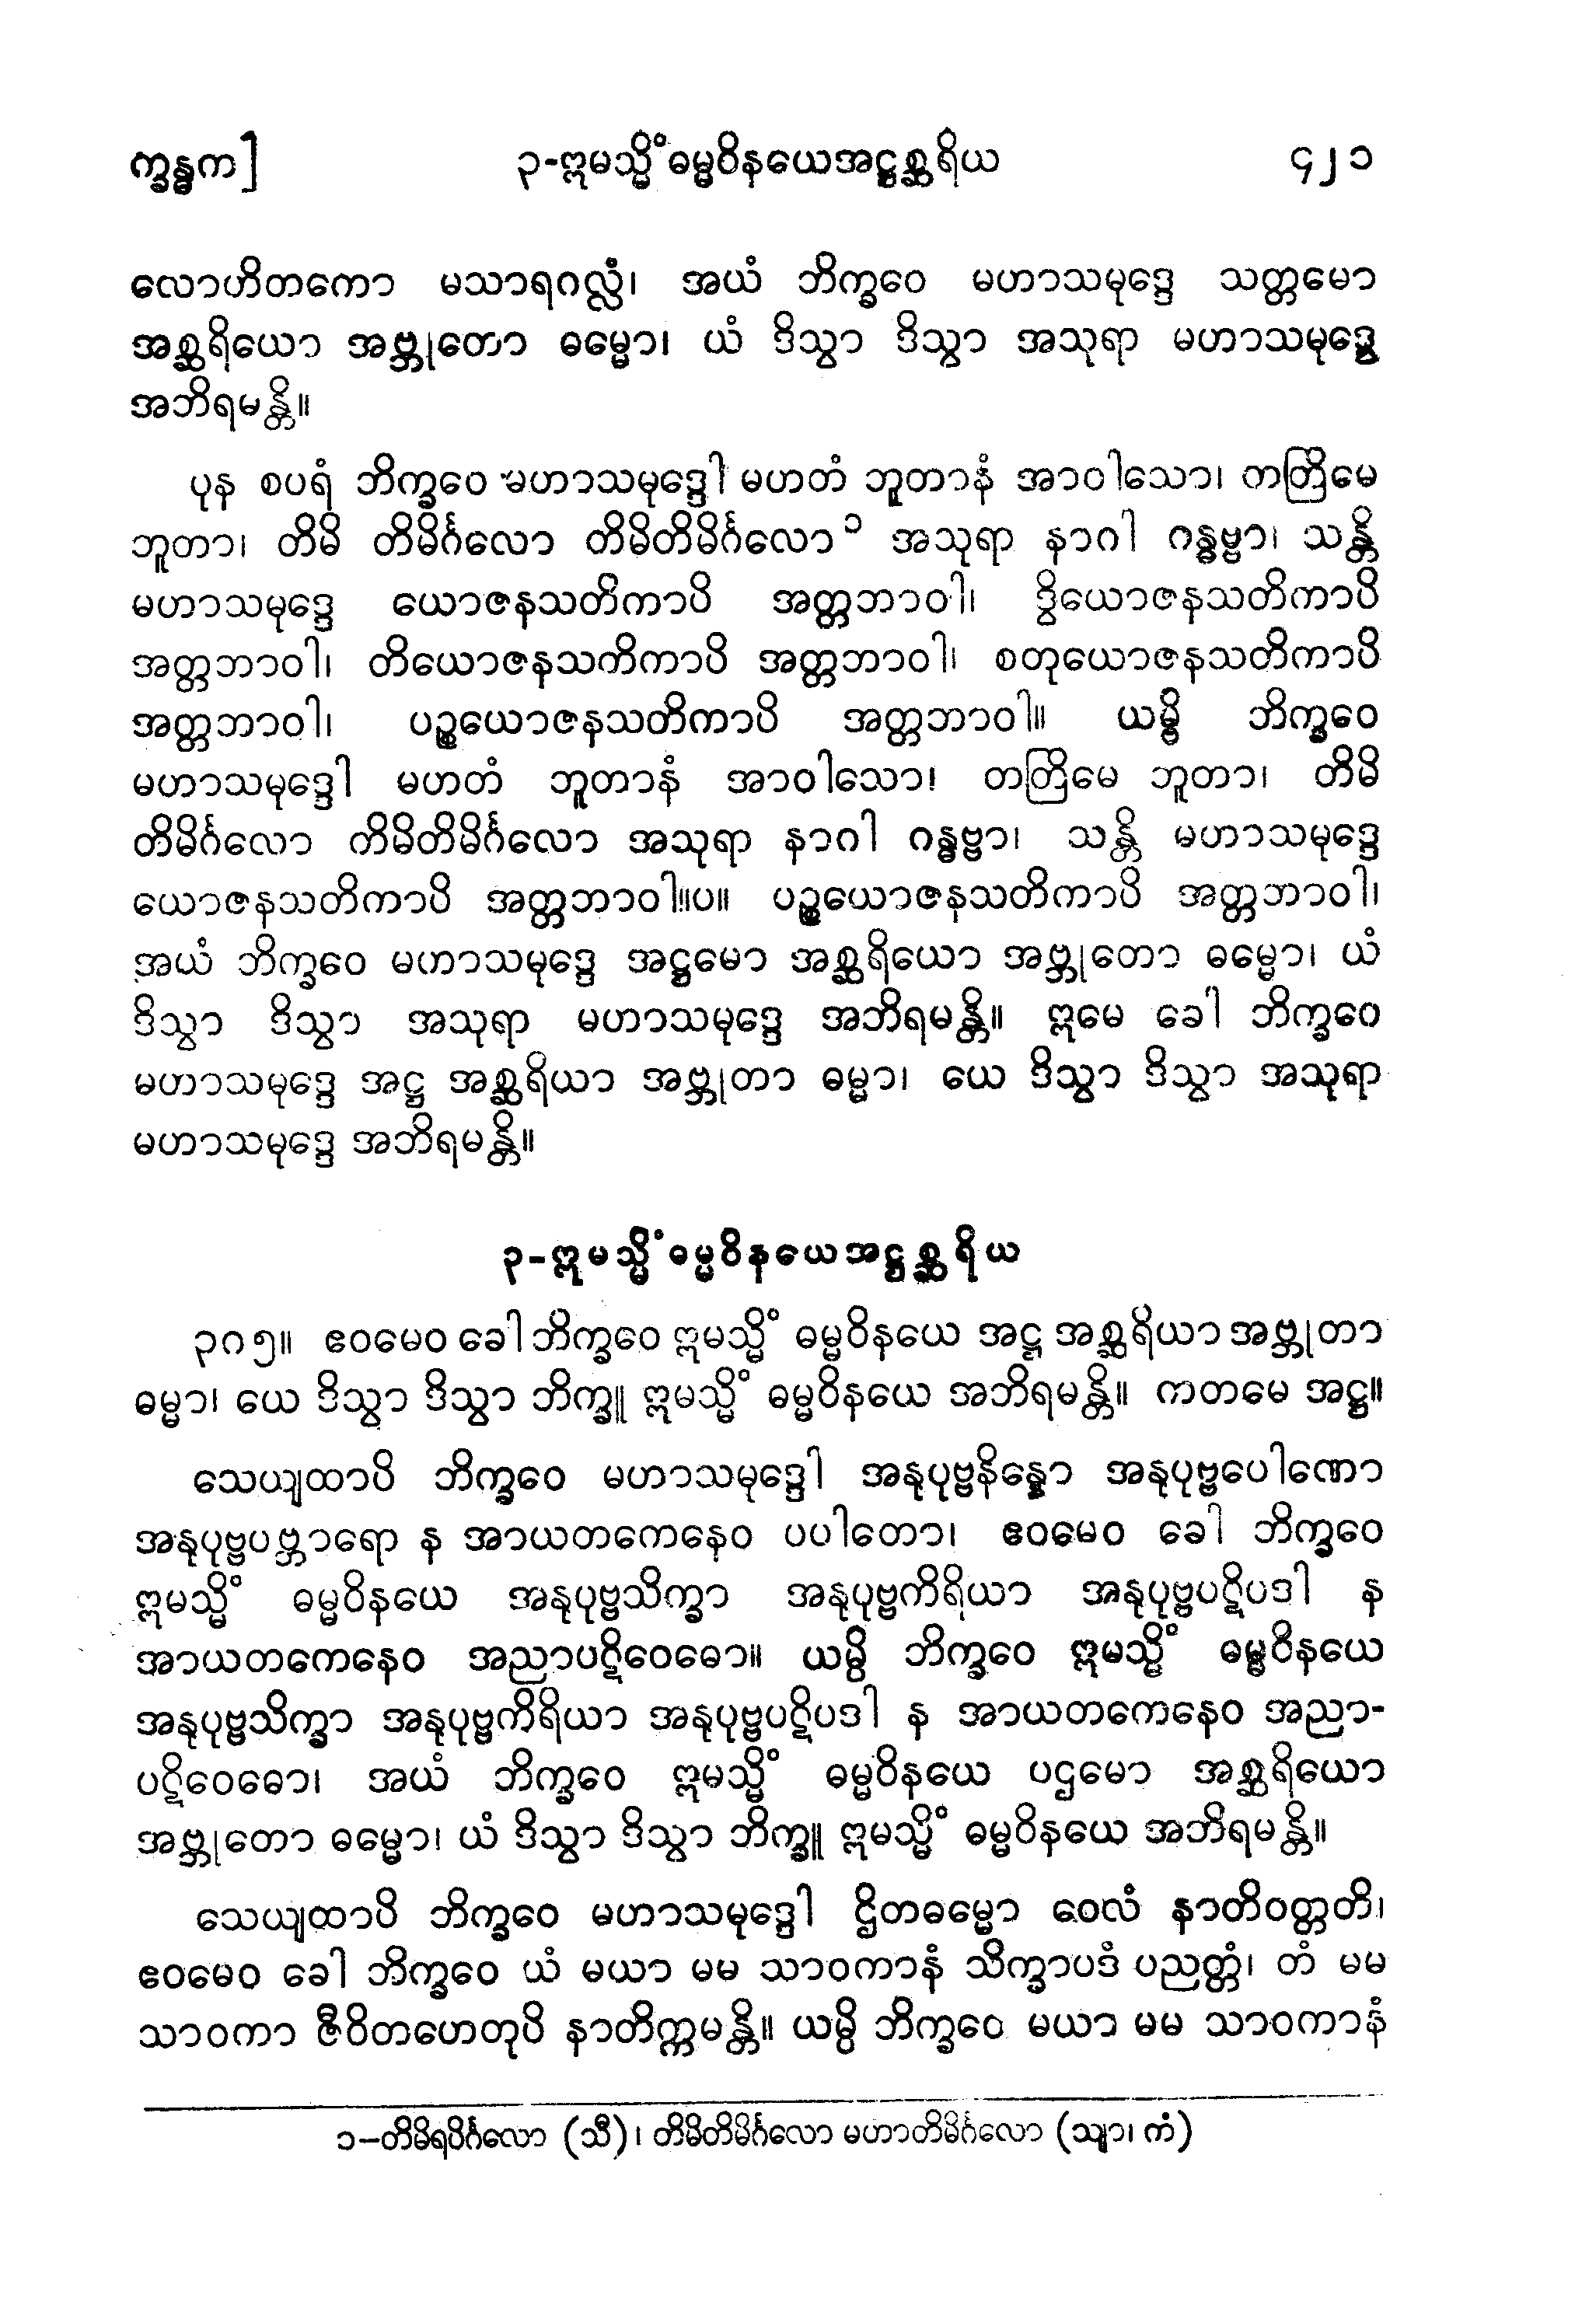 က္ခန္ဓက]	၃-ဣမသ္မိံဓမ္မဝိနယေအဋ္ဌစ္ဆရိယ	၄၂၁
လောဟိတကော မသာရဂလ္လံ၊ အယံ ဘိက္ခဝေ မဟာသမုဒ္ဒေ သတ္တမော
အစ္ဆရိယော အဗ္ဘုတော ဓမ္မော၊ ယံ ဒိသွာ ဒိသွာ အသုရာ မဟာသမုဒ္ဒေ
အဘိရမန္တိ။
ပုန စပရံ ဘိက္ခဝေ မဟာသမုဒ္ဒေါ မဟတံ ဘူတာနံ အာဝါသော၊ တတြိမေ
ဘူတာ၊ တိမိ တိမိင်္ဂလော တိမိတိမိင်္ဂလော ၁ အသုရာ နာဂါ ဂန္ဓဗ္ဗာ၊ သန္တိ
မဟာသမုဒ္ဒေ ယောဇနသတိကာပိ အတ္တဘာဝါ၊ ဒွိယောဇနသတိကာပိ
အတ္တဘာဝါ၊ တိယောဇနသတိကာပိ အတ္တဘာဝါ၊ စတုယောဇနသတိကာပိ
အတ္တဘာဝါ၊ ပဉ္စယောဇနသတိကာပိ အတ္တဘာဝါ။ ယမ္ပိ ဘိက္ခဝေ
မဟာသမုဒ္ဒေါ မဟတံ ဘူတာနံ အာဝါသော၊ တတြိမေ ဘူတာ၊ တိမိ
တိမိင်္ဂလော တိမိတိမိင်္ဂလော အသုရာ နာဂါ ဂန္ဓဗ္ဗာ၊ သန္တိ မဟာသမုဒ္ဒေ
ယောဇနသတိကာပိ အတ္တဘာဝါ။ပ။ ပဉ္စယောဇနသတိကာပိ အတ္တဘာဝါ၊
အယံ ဘိက္ခဝေ မဟာသမုဒ္ဒေ အဋ္ဌမော အစ္ဆရိယော အဗ္ဘုတော ဓမ္မော၊ ယံ
ဒိသွာ ဒိသွာ အသုရာ မဟာသမုဒ္ဒေ အဘိရမန္တိ။ ဣမေ ခေါ ဘိက္ခဝေ
မဟာသမုဒ္ဒေ အဋ္ဌ အစ္ဆရိယာ အဗ္ဘုတာ ဓမ္မာ၊ ယေ ဒိသွာ ဒိသွာ အသုရာ
မဟာသမုဒ္ဒေ အဘိရမန္တိ။
၃-ဣမသ္မိံဓမ္မဝိနယေအဋ္ဌစ္ဆရိယ
၃၈၅။ ဧဝမေဝ ခေါ ဘိက္ခဝေ ဣမသ္မိံ ဓမ္မဝိနယေ အဋ္ဌ အစ္ဆရိယာ အဗ္ဘုတာ
ဓမ္မာ၊ ယေ ဒိသွာ ဒိသွာ ဘိက္ခူ ဣမသ္မိံ ဓမ္မဝိနယေ အဘိရမန္တိ။ ကတမေ အဋ္ဌ။
သေယျထာပိ ဘိက္ခဝေ မဟာသမုဒ္ဒေါ အနုပုဗ္ဗနိန္နော အနုပုဗ္ဗပေါဏော
အနုပုဗ္ဗပဗ္ဘာရော န အာယတကေနေဝ ပပါတော၊ ဧဝမေဝ ခေါ ဘိက္ခဝေ
ဣမသ္မိံ ဓမ္မဝိနယေ အနုပုဗ္ဗသိက္ခာ အနုပုဗ္ဗကိရိယာ အနုပုဗ္ဗပဋိပဒါ န
အာယတကေနေဝ အညာပဋိဝေဓော။ ယမ္ပိ ဘိက္ခဝေ ဣမသ္မိံ ဓမ္မဝိနယေ
အနုပုဗ္ဗသိက္ခာ အနုပုဗ္ဗကိရိယာ အနုပုဗ္ဗပဋိပဒါ န အာယတကေနေဝ အညာ-
ပဋိဝေဓော၊ အယံ ဘိက္ခဝေ ဣမသ္မိံ ဓမ္မဝိနယေ ပဌမော အစ္ဆရိယော
အဗ္ဘုတော ဓမ္မော၊ ယံ ဒိသွာ ဒိသွာ ဘိက္ခူ ဣမသ္မိံ ဓမ္မဝိနယေ အဘိရမန္တိ။
သေယျထာပိ ဘိက္ခဝေ မဟာသမုဒ္ဒေါ ဌိတဓမ္မော ဝေလံ နာတိဝတ္တတိ၊
ဧဝမေဝ ခေါ ဘိက္ခဝေ ယံ မယာ မမ သာဝကာနံ သိက္ခာပဒံ ပညတ္တံ၊ တံ မမ
သာဝကာ ဇီဝိတဟေတုပိ နာတိက္ကမန္တိ။ ယမ္ပိ ဘိက္ခဝေ မယာ မမ သာဝကာနံ
၁-တိမိရပိင်္ဂလော (သီ)၊ တိမိတိမိင်္ဂလော မဟာတိမိင်္ဂလော (သျာ၊ ကံ)